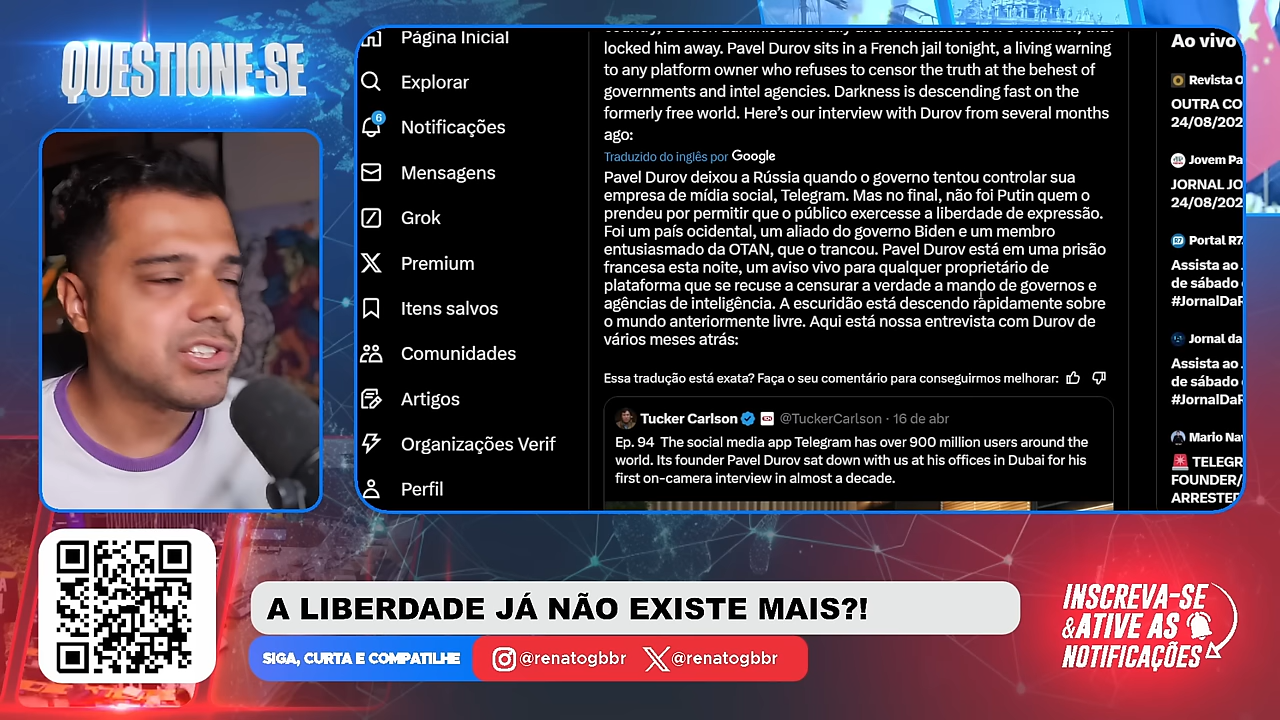 QUESTIONE-SE
Página Inicial
Explorar
6
Notificações
Mensagens
Grok
Premium
Itens salvos
Comunidades
Artigos
Organizações Verif
Perfil
locked him away. Pavel Durov sits in a French jail tonight, a living warning
to any platform owner who refuses to censor the truth at the behest of
governments and intel agencies. Darkness is descending fast on the
formerly free world. Here's our interview with Durov from several months
ago:
Traduzido do inglês por Google
Pavel Durov deixou a Rússia quando o governo tentou controlar sua
empresa de mídia social, Telegram. Mas no final, não foi Putin quem o
prendeu por permitir que o público exercesse a liberdade de expressão.
Foi um país ocidental, um aliado do governo Biden e um membro
entusiasmado da OTAN, que o trancou. Pavel Durov está em uma prisão
francesa esta noite, um aviso vivo para qualquer proprietário de
plataforma que se recuse a censurar a verdade a mando de governos e
agências de inteligência. A escuridão está descendo rapidamente sobre
o mundo anteriormente livre. Aqui está nossa entrevista com Durov de
vários meses atrás:
Essa tradução está exata? Faça o seu comentário para conseguirmos melhorar:
Tucker Carlson @TuckerCarlson · 16 de abr
Ep. 94 The social media app Telegram has over 900 million users around the
world. Its founder Pavel Durov sat down with us at his offices in Dubai for his
first on-camera interview in almost a decade.
Ao vivo
Revista O
OUTRA CO
24/08/202
Jovem Pa
JORNAL JO
24/08/202
Portal R7
Assista ao
de sábado
#JornalDaR
Jornal da
Assista ao
de sábado
#JornalDaR
Mario Naw
TELEGR
FOUNDER/
ARRESTED
A LIBERDADE JÁ NÃO EXISTE MAIS?!
SIGA, CURTA E COMPATILHE
@renatogbbr
@renatogbbr
INSCREVA-SE
&ATIVE AS
NOTIFICAÇÕES